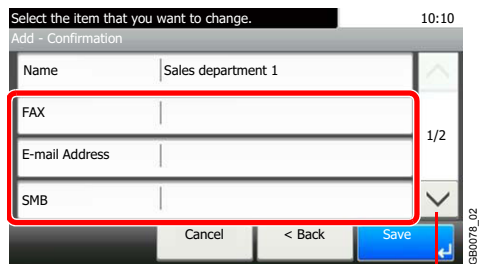 Select the item that you want to change. 10:10
Add - Confirmation
Name Sales department 1
FAX
1/2
E-mail Address
SMB
Cancel < Back Save
GB0078_02